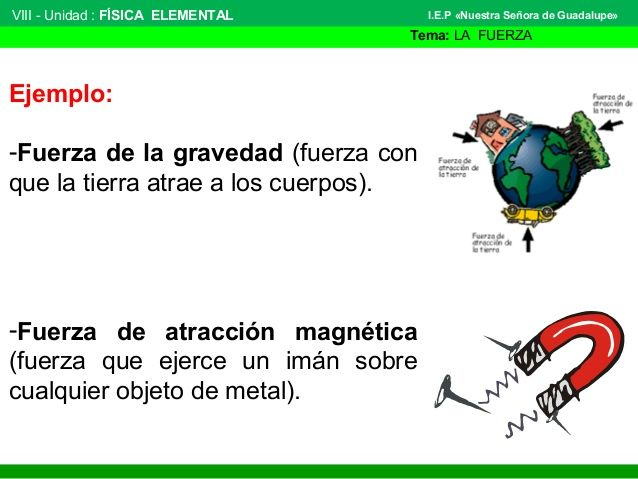 VIII - Unidad : FÍSICA ELEMENTAL
I.E.P «Nuestra Señora de Guadalupe»
Tema: LA FUERZA
Ejemplo:
-Fuerza de la gravedad (fuerza con
que la tierra atrae a los cuerpos).
Fuerza de
atracción de
la tierra
Fuerza de
atracción de
la tierra
Fuerza de
atracción de
la tierra
-Fuerza de atracción magnética
(fuerza que ejerce un imán sobre
cualquier objeto de metal).